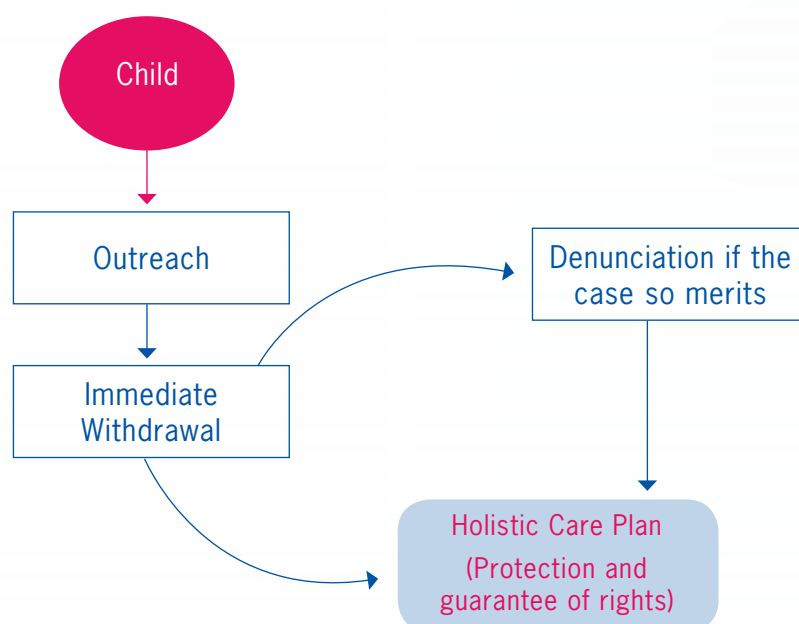 Child
Outreach
Immediate
Withdrawal
Denunciation if the
case so merits
Holistic Care Plan
(Protection and
guarantee of rights)